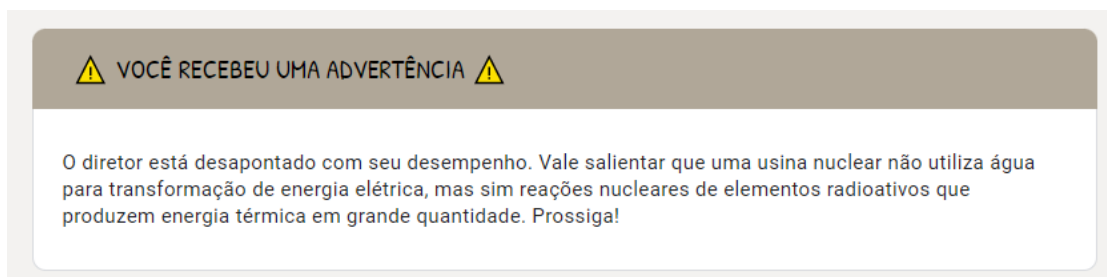 ⚠ VOCÊ RECEBEU UMA ADVERTÊNCIA ⚠
O diretor está desapontado com seu desempenho. Vale salientar que uma usina nuclear não utiliza água
para transformação de energia elétrica, mas sim reações nucleares de elementos radioativos que
produzem energia térmica em grande quantidade. Prossiga!